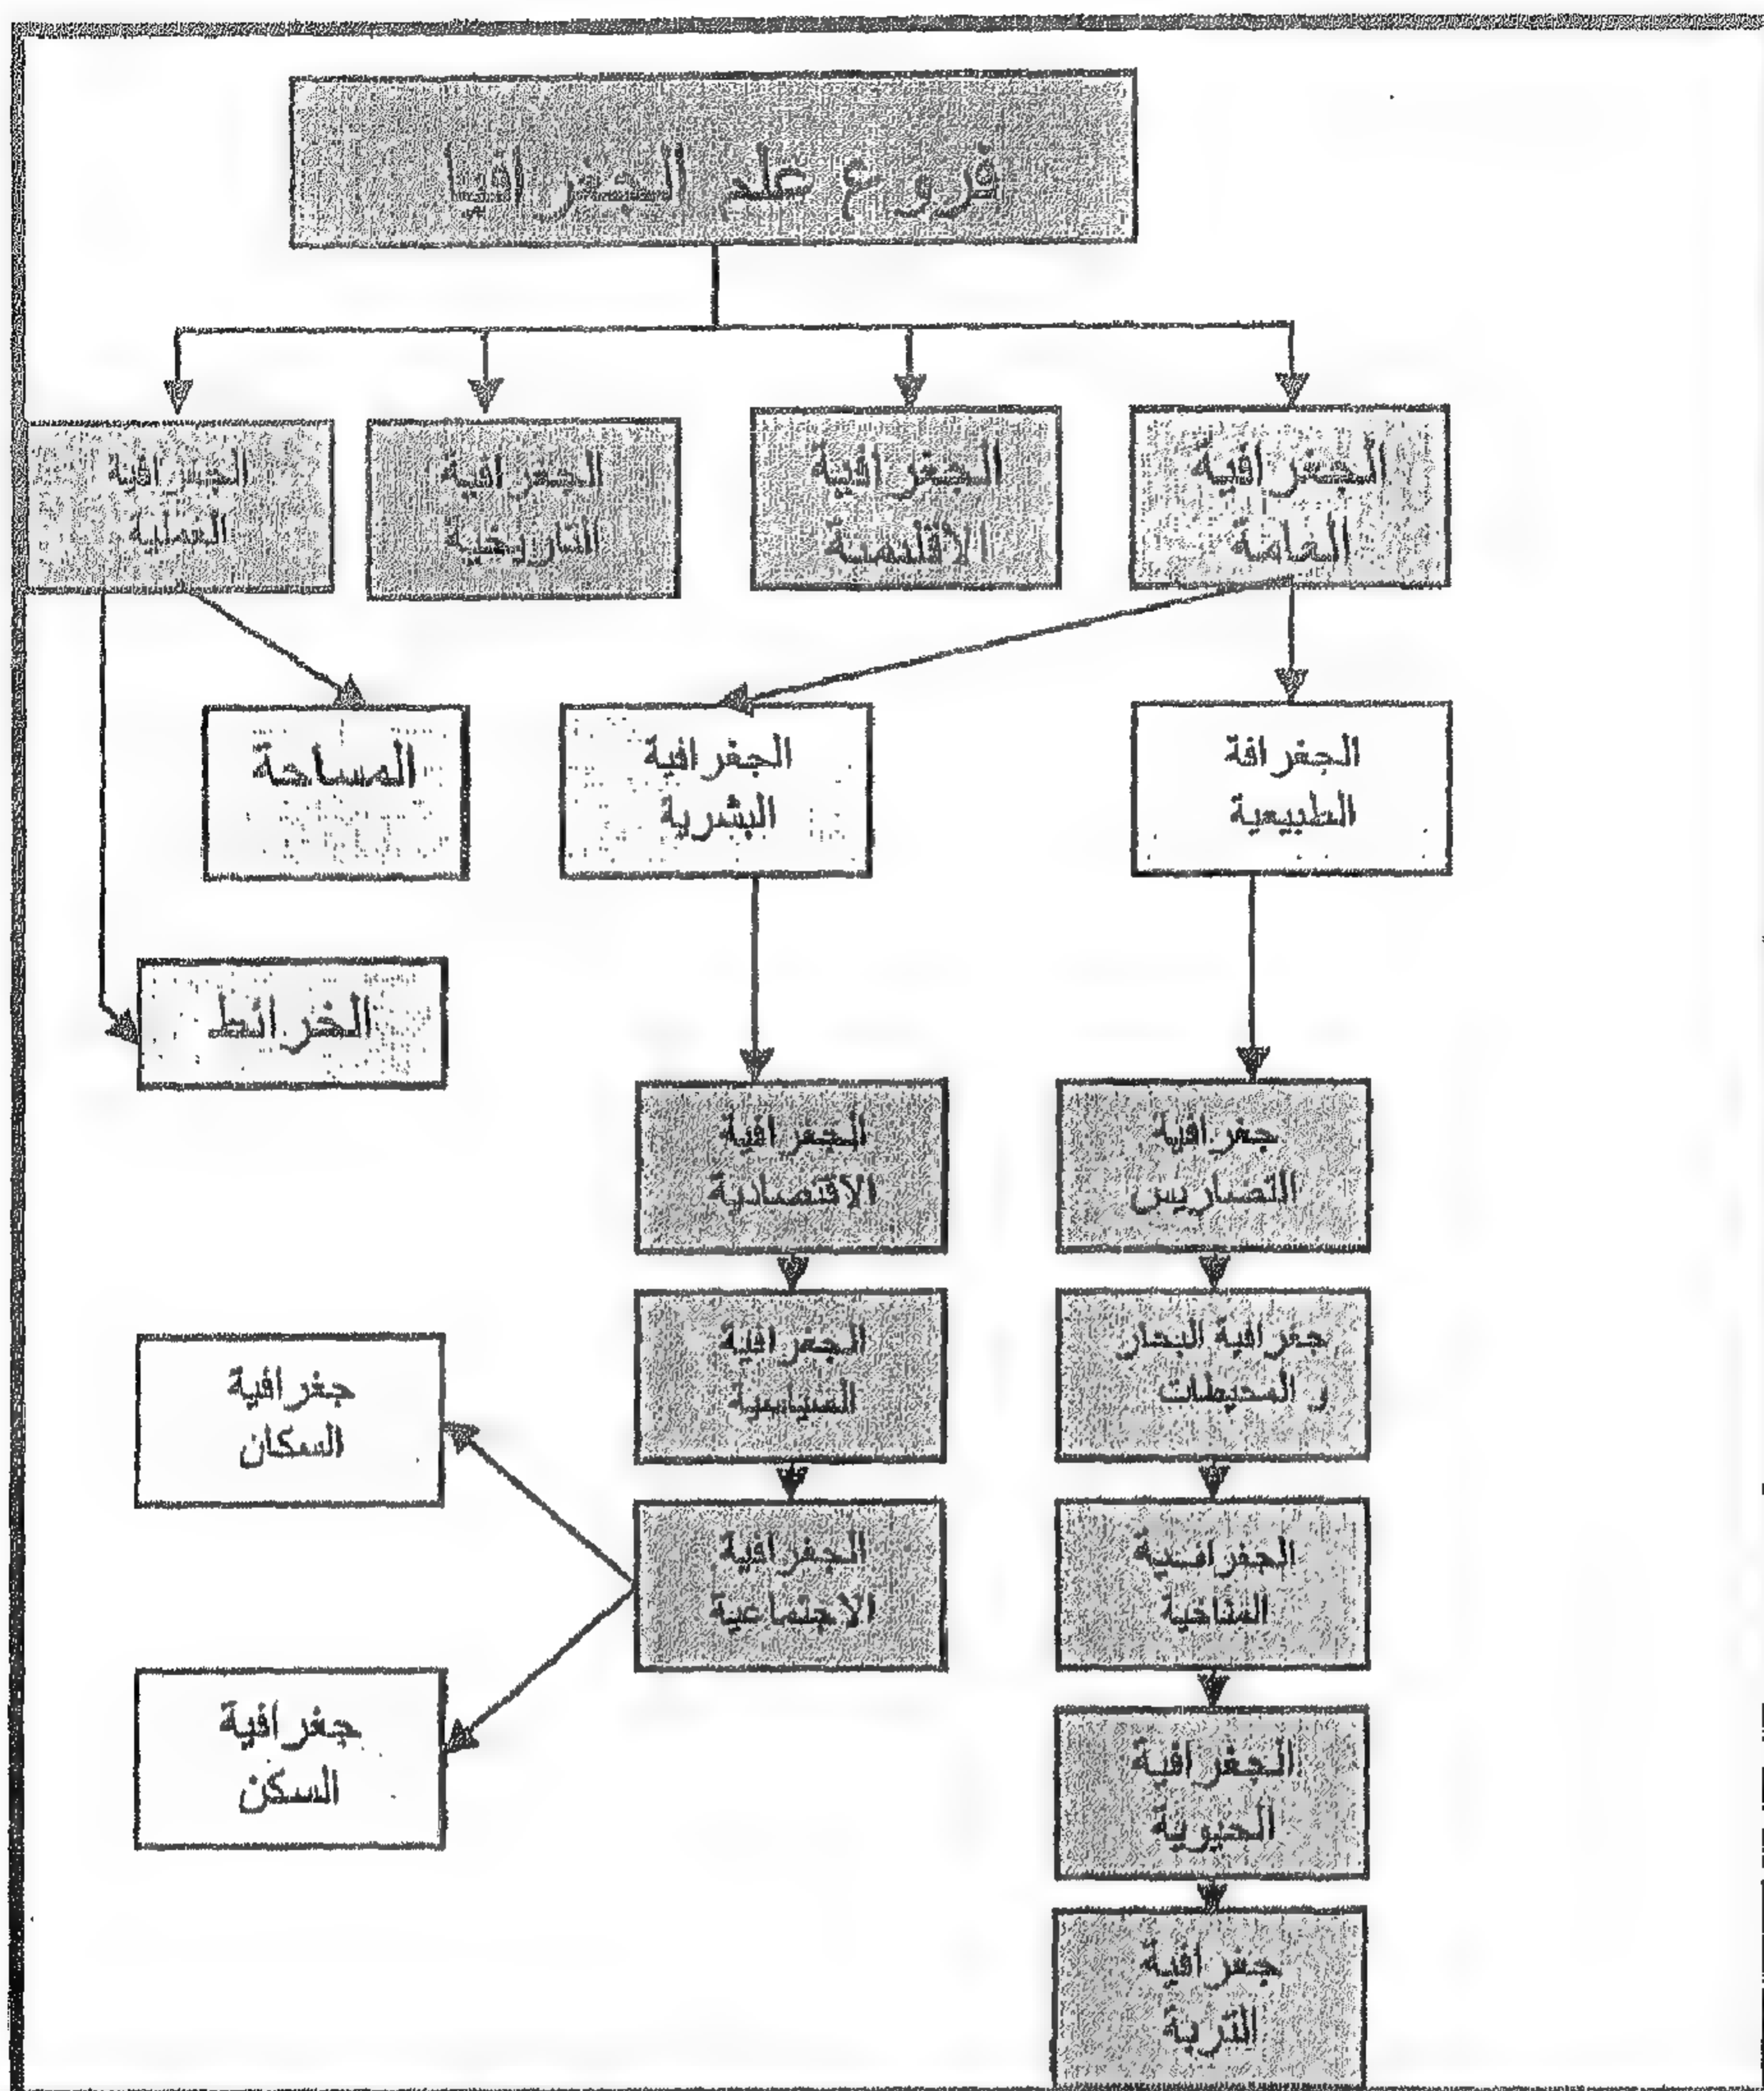 فروع علم الجغرافيا
الجغرافية
العامة
الجغرافية
الاقليمية
الجغرافية
التاريخية
الجغرافية
العملية
الجغرافة
الطبيعية
الجغرافية
البشرية
المساحة
الخرائط
جغرافية
التضاريس
جغرافية البحار
و المحيطات
الجغرافية
المناخية
الجغرافية
الحيوية
جغرافية
التربة
الجغرافية
الاقتصادية
الجغرافية
السياسية
الجغرافية
الاجتماعية
جغرافية
السكان
جغرافية
السكن